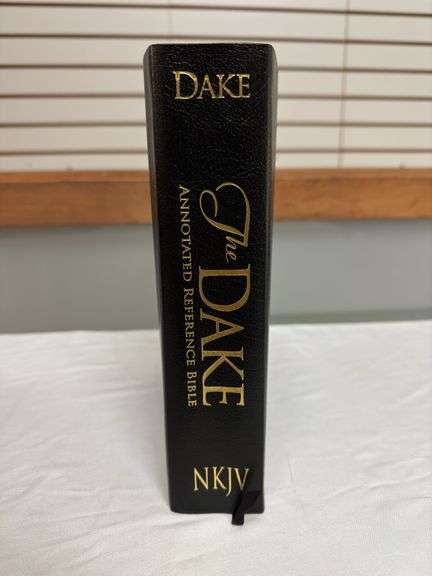 DAKE
The DAKE
ANNOTATED REFERENCE BIBLE
NKJV